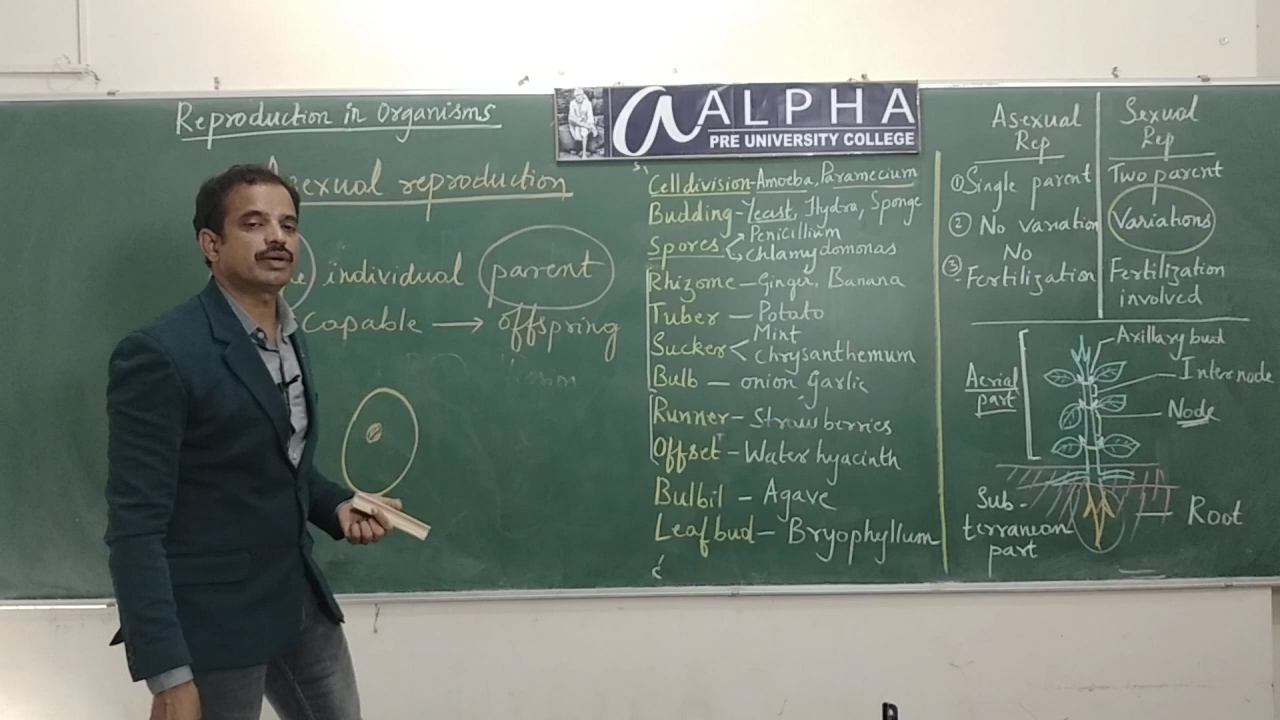 Reproduction in Organisms
Asexual reproduction
individual parent
capable → offspring
a ALPHA
PRE UNIVERSITY COLLEGE
Cell division - Amoeba, Paramecium
Budding - Yeast, Hydra, Sponge
Spores < Penicillium
chlamydomonas
Rhizome - Ginger, Banana
Tuber - Potato
Sucker < Mint
chrysanthemum
Bulb - onion Garlic
Runner - Strawberries
Offset - Water hyacinth
Bulbil - Agave
Leaf bud - Bryophyllum
Asexual
Rep
① Single parent
② No variation
③ No
Fertilization
Sexual
Rep
Two parent
Variations
Fertilization
involved
Axillary bud
Internode
Node
Aerial
part
Sub-
terranean
part
Root